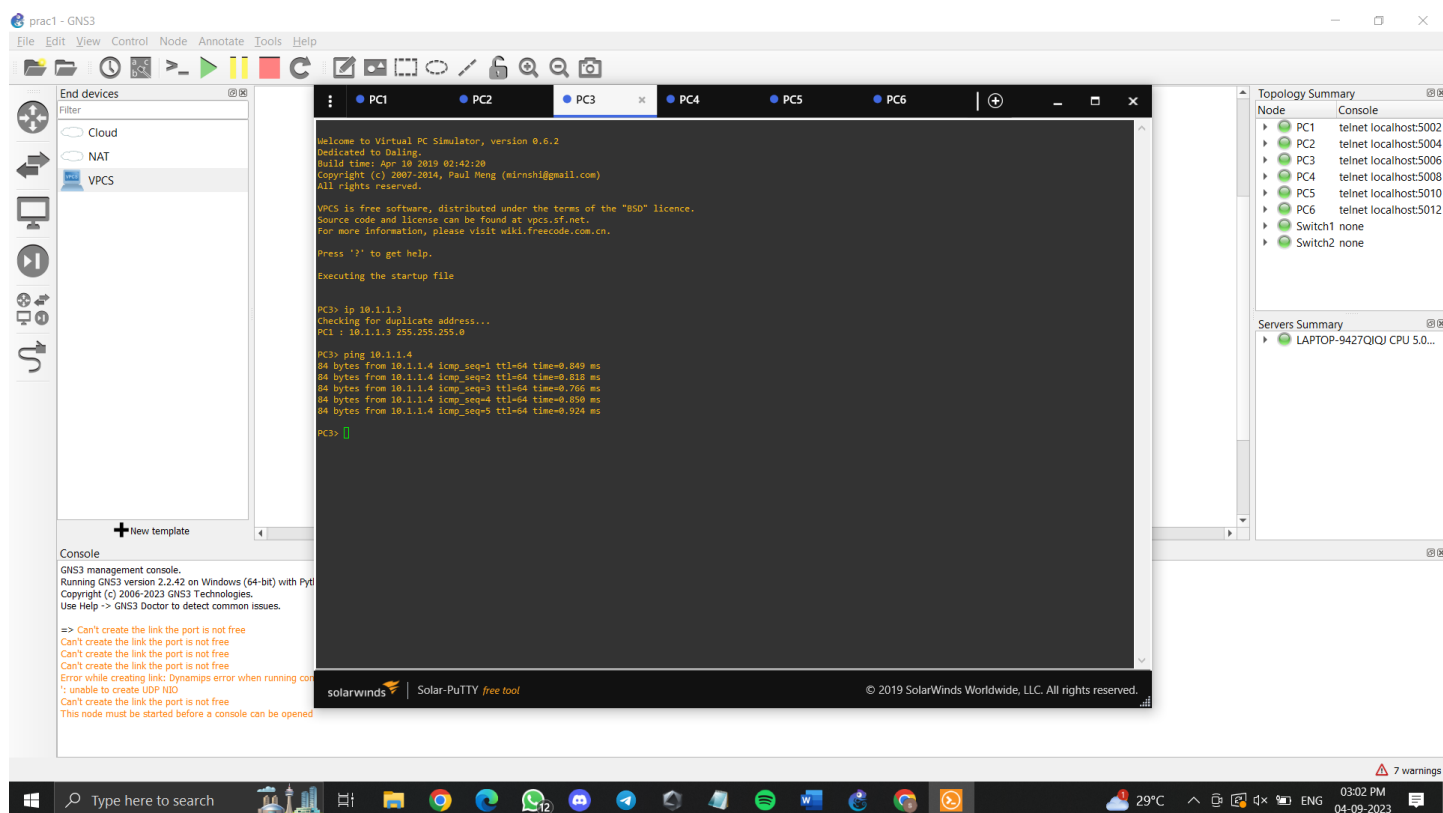 prac1 - GNS3
File Edit View Control Node Annotate Tools Help
End devices
Filter
Cloud
NAT
VPCS
New template
PC1 PC2 PC3 × PC4 PC5 PC6
Welcome to Virtual PC Simulator, version 0.6.2
Dedicated to Daling.
Build time: Apr 10 2019 02:42:20
Copyright (c) 2007-2014, Paul Meng (mirnshi@gmail.com)
All rights reserved.
VPCS is free software, distributed under the terms of the "BSD" licence.
Source code and license can be found at vpcs.sf.net.
For more information, please visit wiki.freecode.com.cn.
Press '?' to get help.
Executing the startup file
PC3> ip 10.1.1.3
Checking for duplicate address...
PC1 : 10.1.1.3 255.255.255.0
PC3> ping 10.1.1.4
84 bytes from 10.1.1.4 icmp_seq=1 ttl=64 time=0.849 ms
84 bytes from 10.1.1.4 icmp_seq=2 ttl=64 time=0.818 ms
84 bytes from 10.1.1.4 icmp_seq=3 ttl=64 time=0.766 ms
84 bytes from 10.1.1.4 icmp_seq=4 ttl=64 time=0.850 ms
84 bytes from 10.1.1.4 icmp_seq=5 ttl=64 time=0.924 ms
PC3>
solarwinds | Solar-PuTTY free tool © 2019 SolarWinds Worldwide, LLC. All rights reserved.
Topology Summary
Node Console
PC1 telnet localhost:5002
PC2 telnet localhost:5004
PC3 telnet localhost:5006
PC4 telnet localhost:5008
PC5 telnet localhost:5010
PC6 telnet localhost:5012
Switch1 none
Switch2 none
Servers Summary
LAPTOP-9427QIQJ CPU 5.0...
Console
GNS3 management console.
Running GNS3 version 2.2.42 on Windows (64-bit) with Pyt
Copyright (c) 2006-2023 GNS3 Technologies.
Use Help -> GNS3 Doctor to detect common issues.
=> Can't create the link the port is not free
Can't create the link the port is not free
Can't create the link the port is not free
Can't create the link the port is not free
Error while creating link: Dynamips error when running con
': unable to create UDP NIO
Can't create the link the port is not free
This node must be started before a console can be opened
7 warnings
Type here to search
12
1
29°C
ENG
03:02 PM
04-09-2023